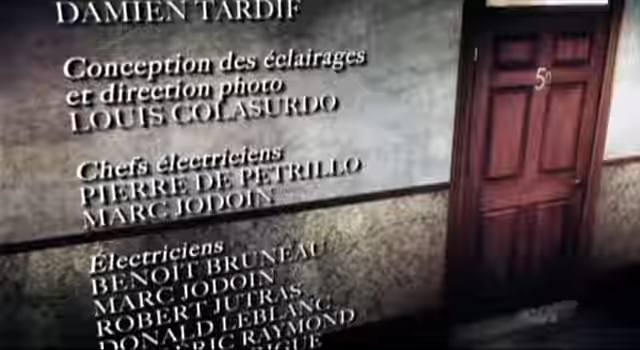 DAMIEN TARDIF
Conception des éclairages
et direction photo
LOUIS COLASURDO
Chefs électriciens
PIERRE DE PETRILLO
MARC JODOIN
Électriciens
BENOIT BRUNEAU
MARC JODOIN
ROBERT JUTRAS
DONALD LEBLANC
RAYMOND
50